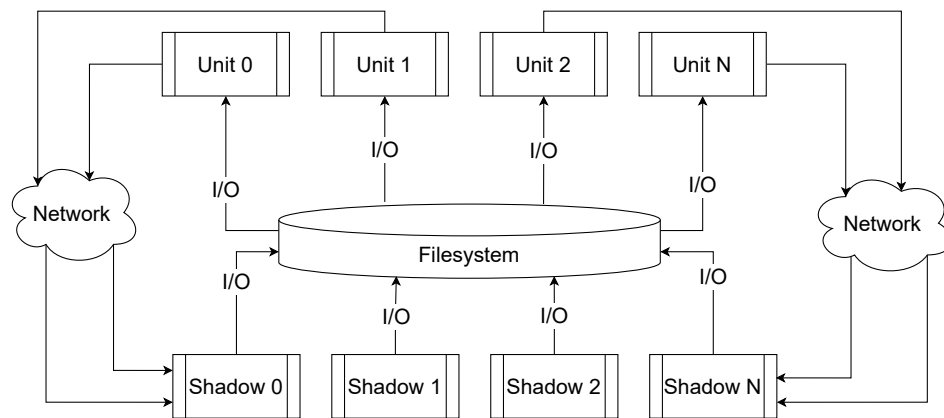 Unit 0
Unit 1
Unit 2
Unit N
I/O
I/O
I/O
I/O
Network
Network
Filesystem
I/O
I/O
I/O
I/O
Shadow 0
Shadow 1
Shadow 2
Shadow N